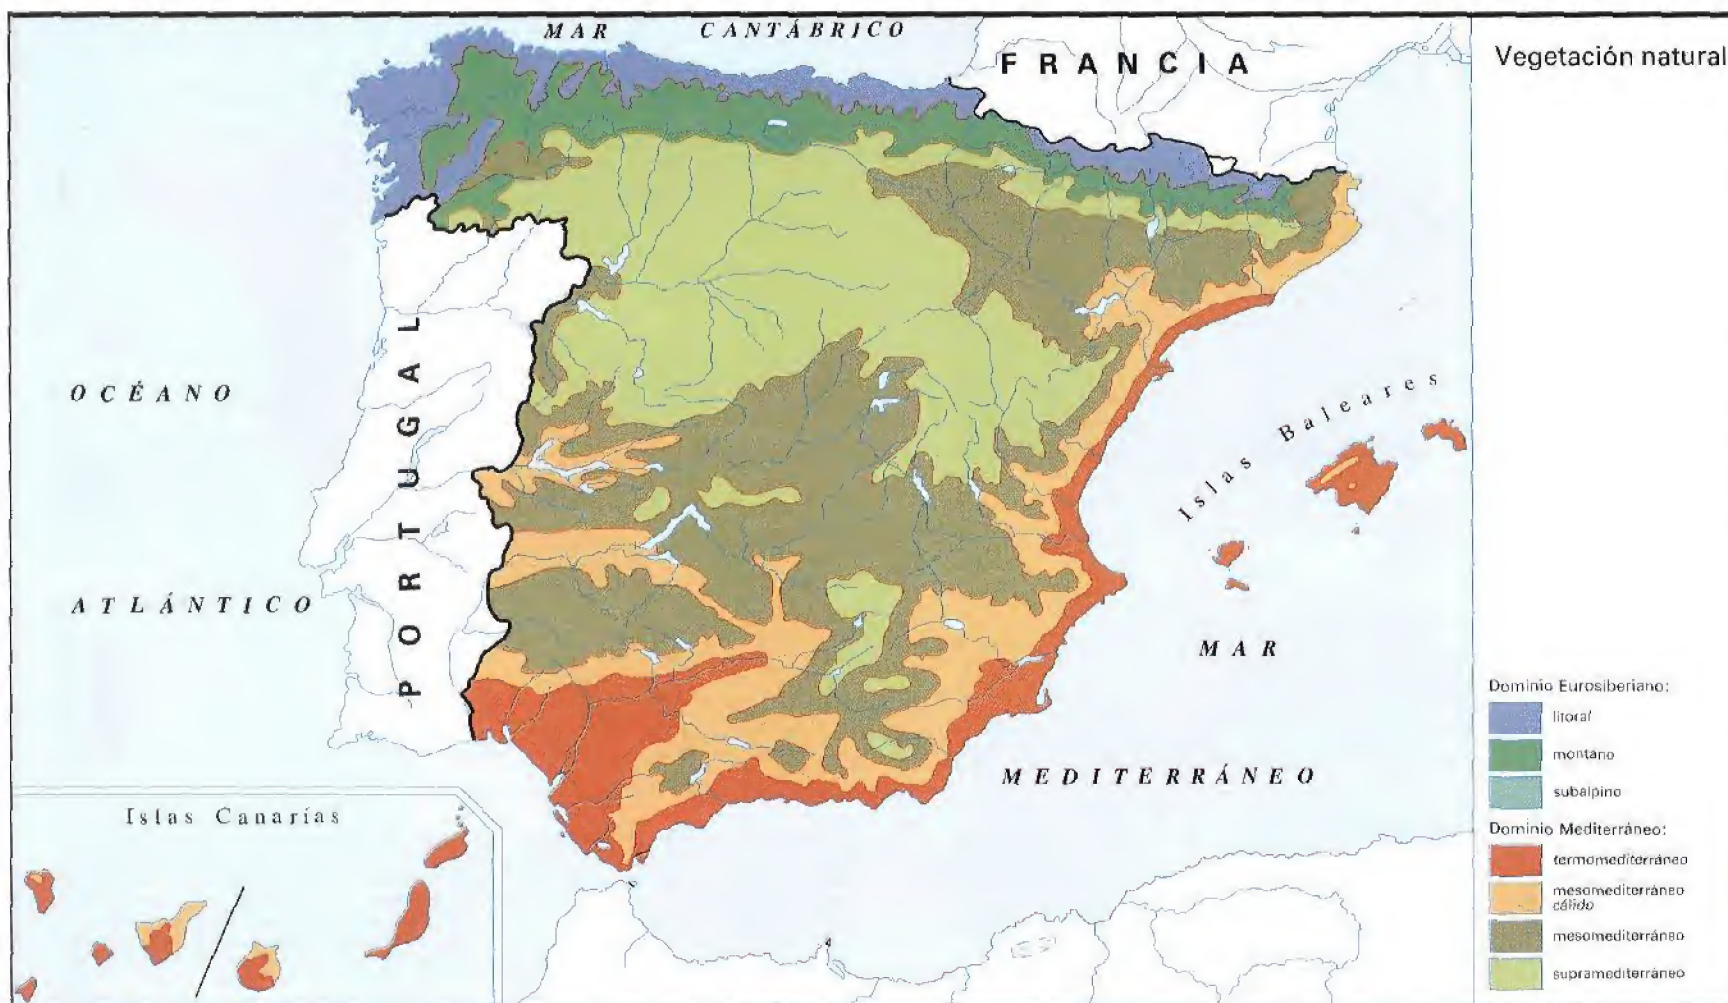 MAR CANTÁBRICO
FRANCIA
Vegetación natural
PORTUGAL
OCÉANO
ATLÁNTICO
Islas Baleares
MAR
MEDITERRÁNEO
Islas Canarías
Dominio Eurosiberiano:
litoral
montano
subalpino
Dominio Mediterráneo:
termomediterráneo
mesomediterráneo
cálido
mesomediterráneo
supramediterráneo